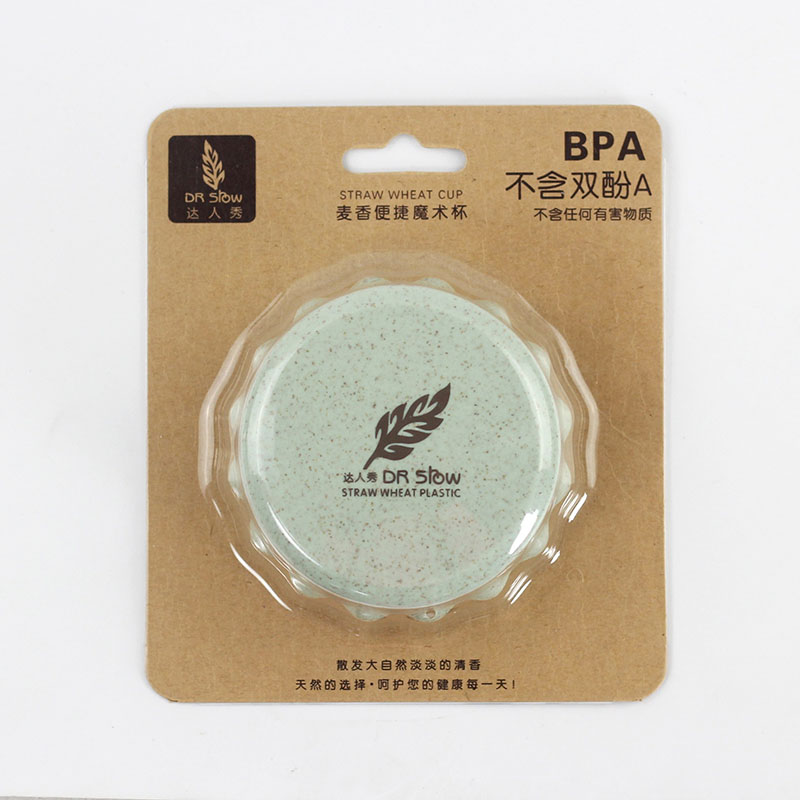 DR Show
达人秀
STRAW WHEAT CUP
麦香便捷魔术杯
BPA
不含双酚A
不含任何有害物质
达人秀 DR Show
STRAW WHEAT PLASTIC
散发大自然淡淡的清香
天然的选择·呵护您的健康每一天!